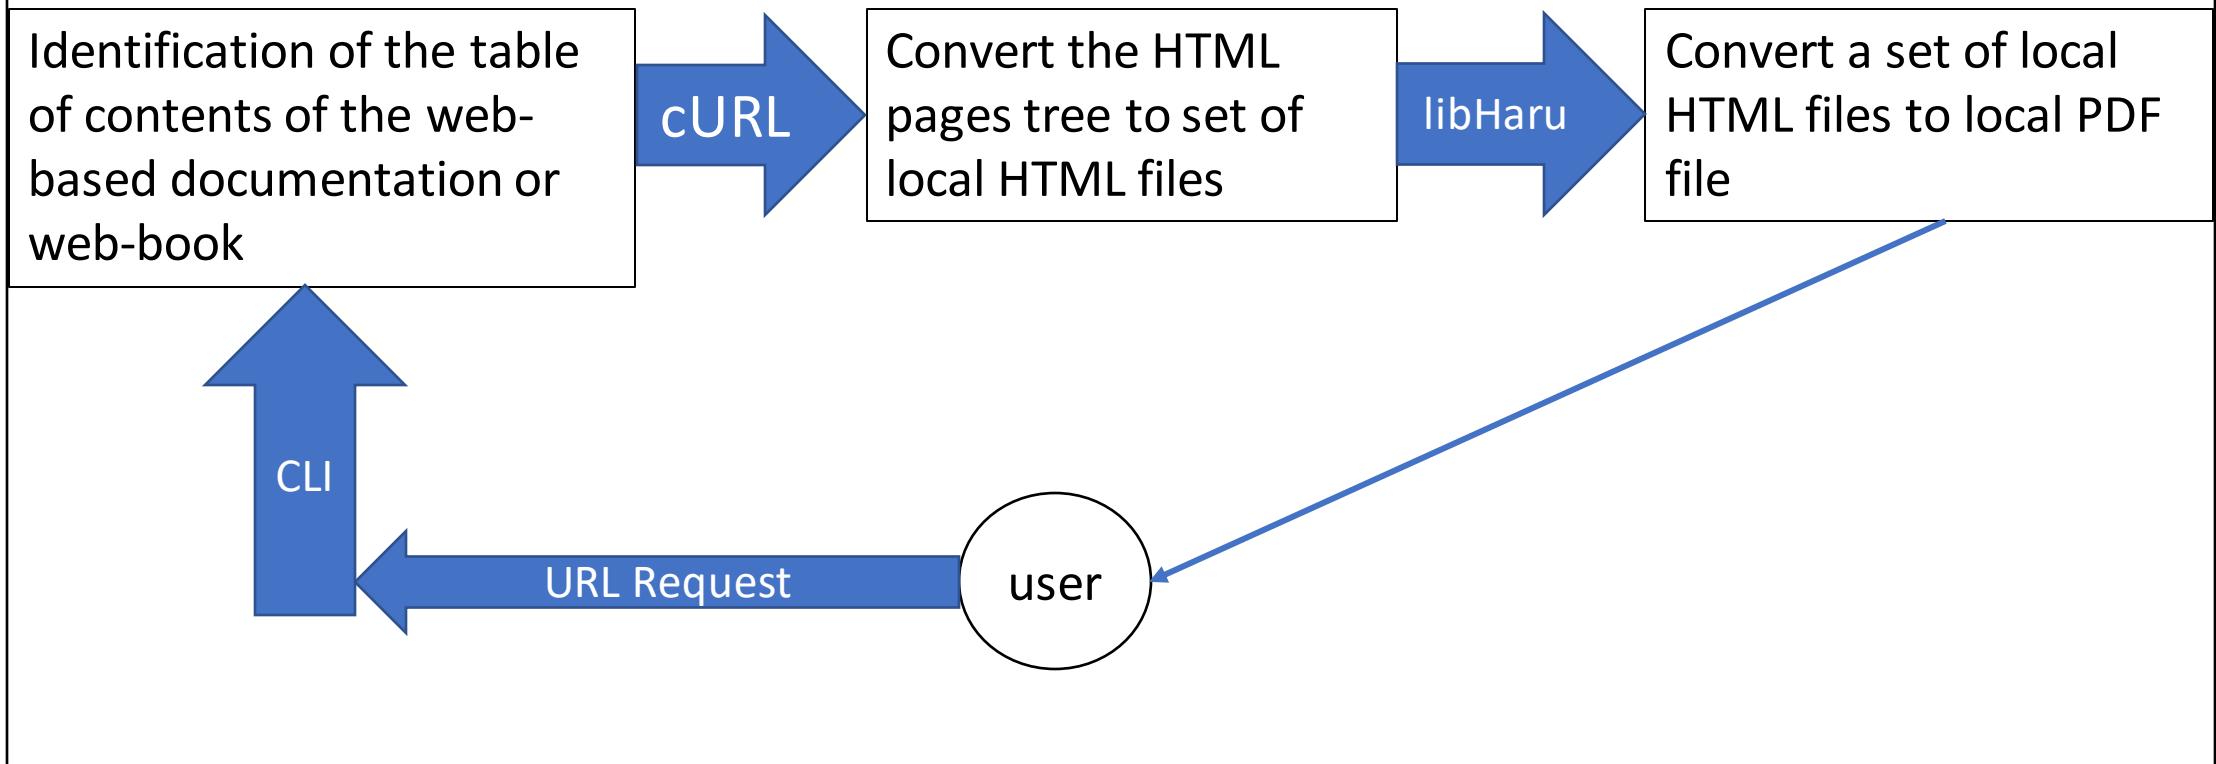 Identification of the table
of contents of the web-
based documentation or
web-book
cURL
Convert the HTML
pages tree to set of
local HTML files
libHaru
Convert a set of local
HTML files to local PDF
file
CLI
URL Request
user